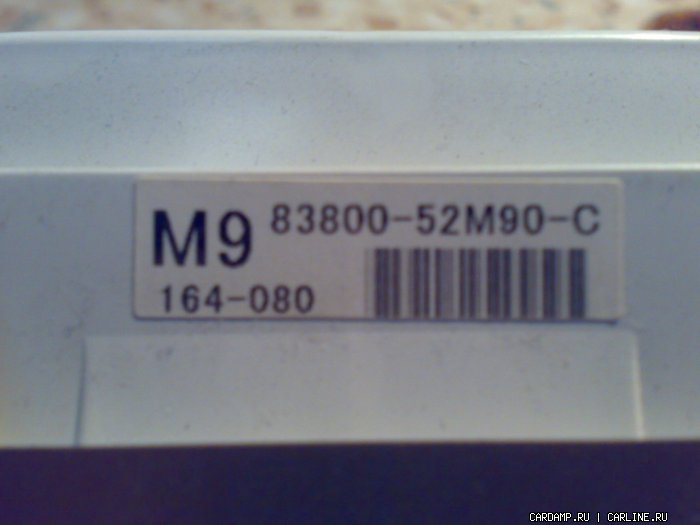 M9 83800-52M90-C
164-080
CARDAMP.RU | CARLINE.RU